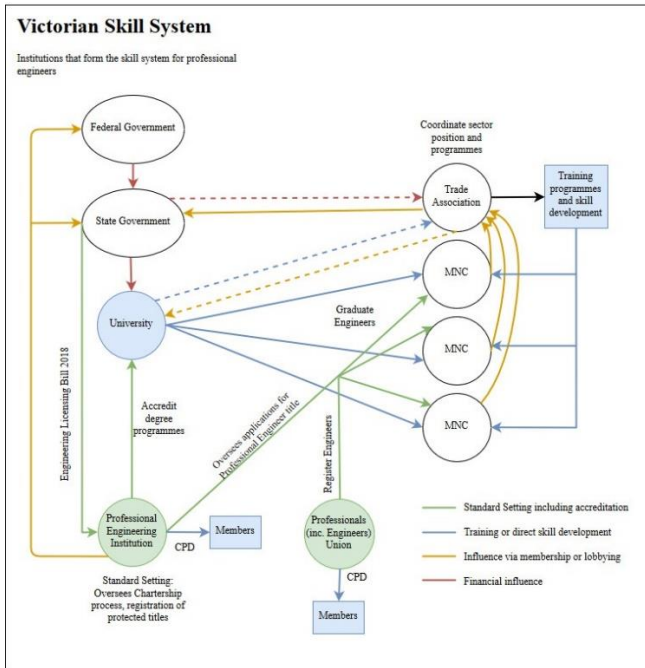 Victorian Skill System
Institutions that form the skill system for professional
engineers
Federal Government
Coordinate sector
position and
programmes
State Government
Trade
Association
Training
programmes
and skill
development
University
MNC
Graduate
Engineers
MNC
MNC
Engineering Licensing Bill 2018
Accredit
degree
programmes
Oversees applications for
Professional Engineer title
Register Engineers
Professional
Engineering
Institution
CPD
Members
Standard Setting:
Oversees Chartership
process, registration of
protected titles
Professionals
(inc. Engineers)
Union
CPD
Members
Standard Setting including accreditation
Training or direct skill development
Influence via membership or lobbying
Financial influence